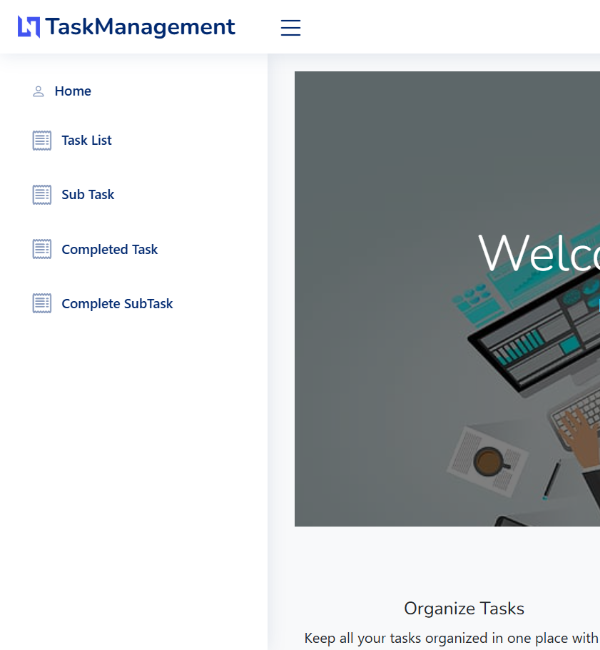 TaskManagement
Home
Task List
Sub Task
Completed Task
Complete SubTask
Welco
Organize Tasks
Keep all your tasks organized in one place with